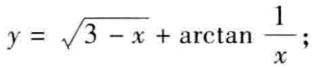 y = √(3 − x) + arctan 1/x ;